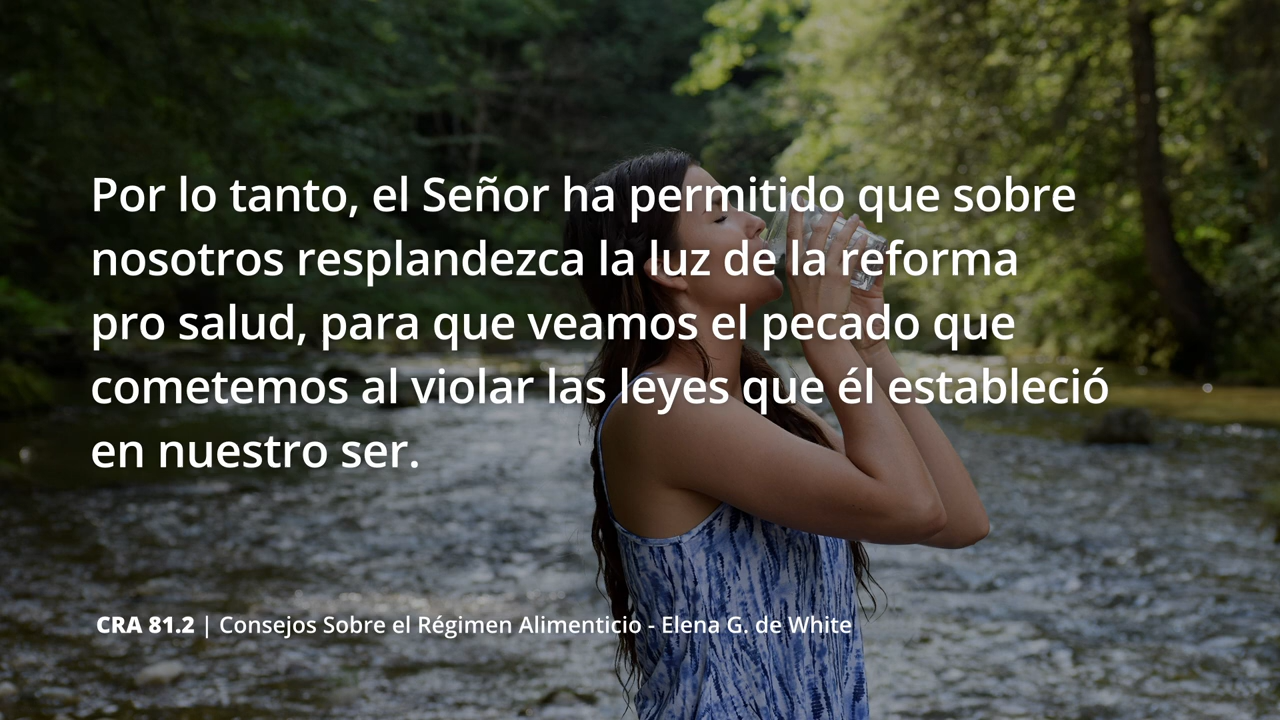 Por lo tanto, el Señor ha permitido que sobre
nosotros resplandezca la luz de la reforma
pro salud, para que veamos el pecado que
cometemos al violar las leyes que él estableció
en nuestro ser.
CRA 81.2 | Consejos Sobre el Régimen Alimenticio - Elena G. de White